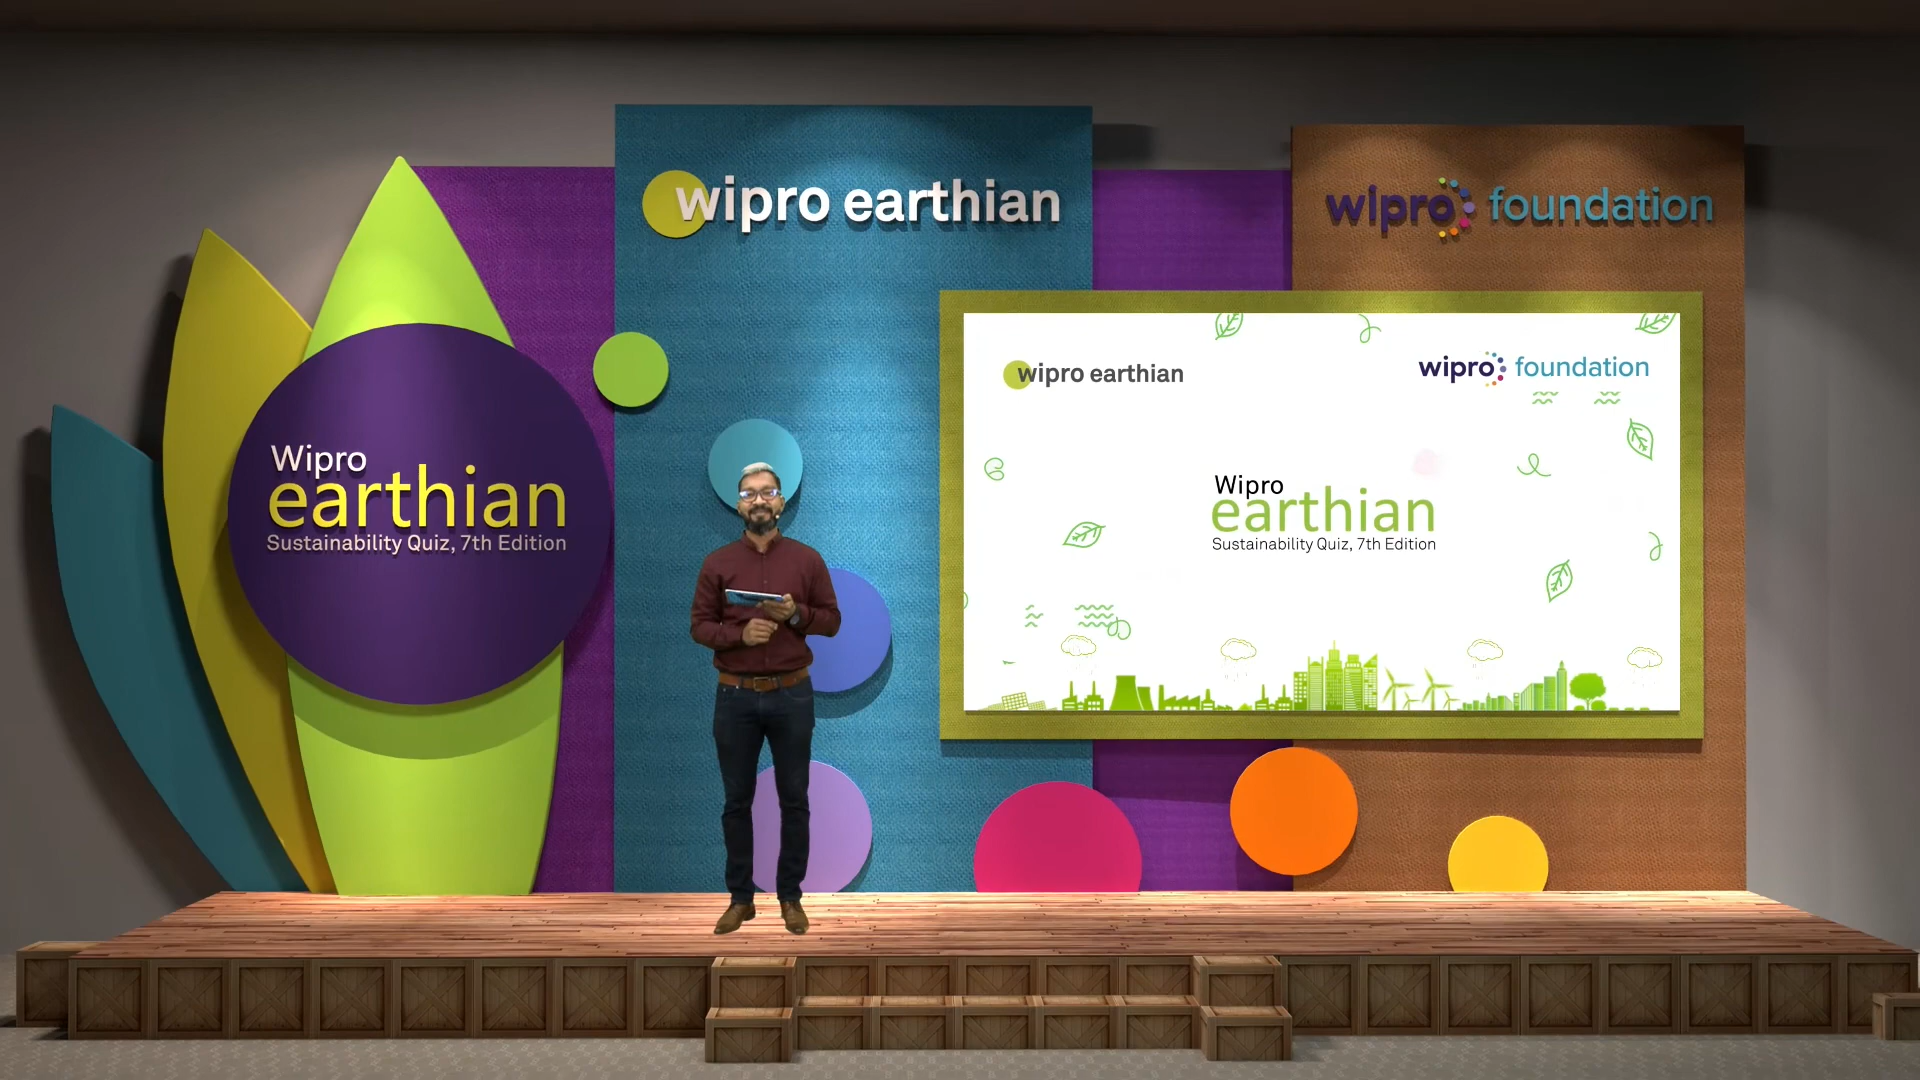 wipro earthian
wipro foundation
Wipro
earthian
Sustainability Quiz, 7th Edition
wipro earthian
wipro foundation
Wipro
earthian
Sustainability Quiz, 7th Edition